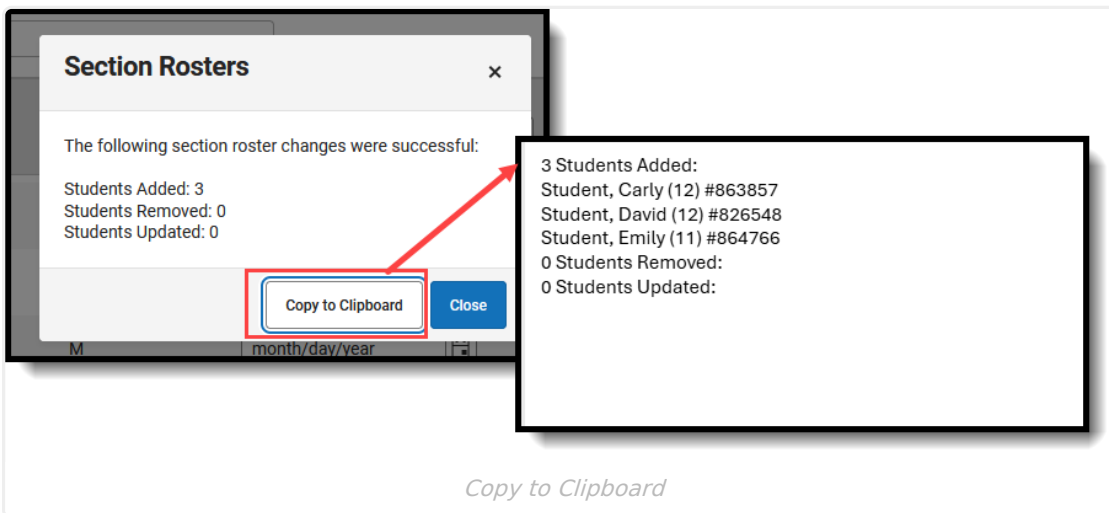 Section Rosters
×
The following section roster changes were successful:
Students Added: 3
Students Removed: 0
Students Updated: 0
Copy to Clipboard
Close
M
month/day/year
3 Students Added:
Student, Carly (12) #863857
Student, David (12) #826548
Student, Emily (11) #864766
0 Students Removed:
0 Students Updated:
Copy to Clipboard